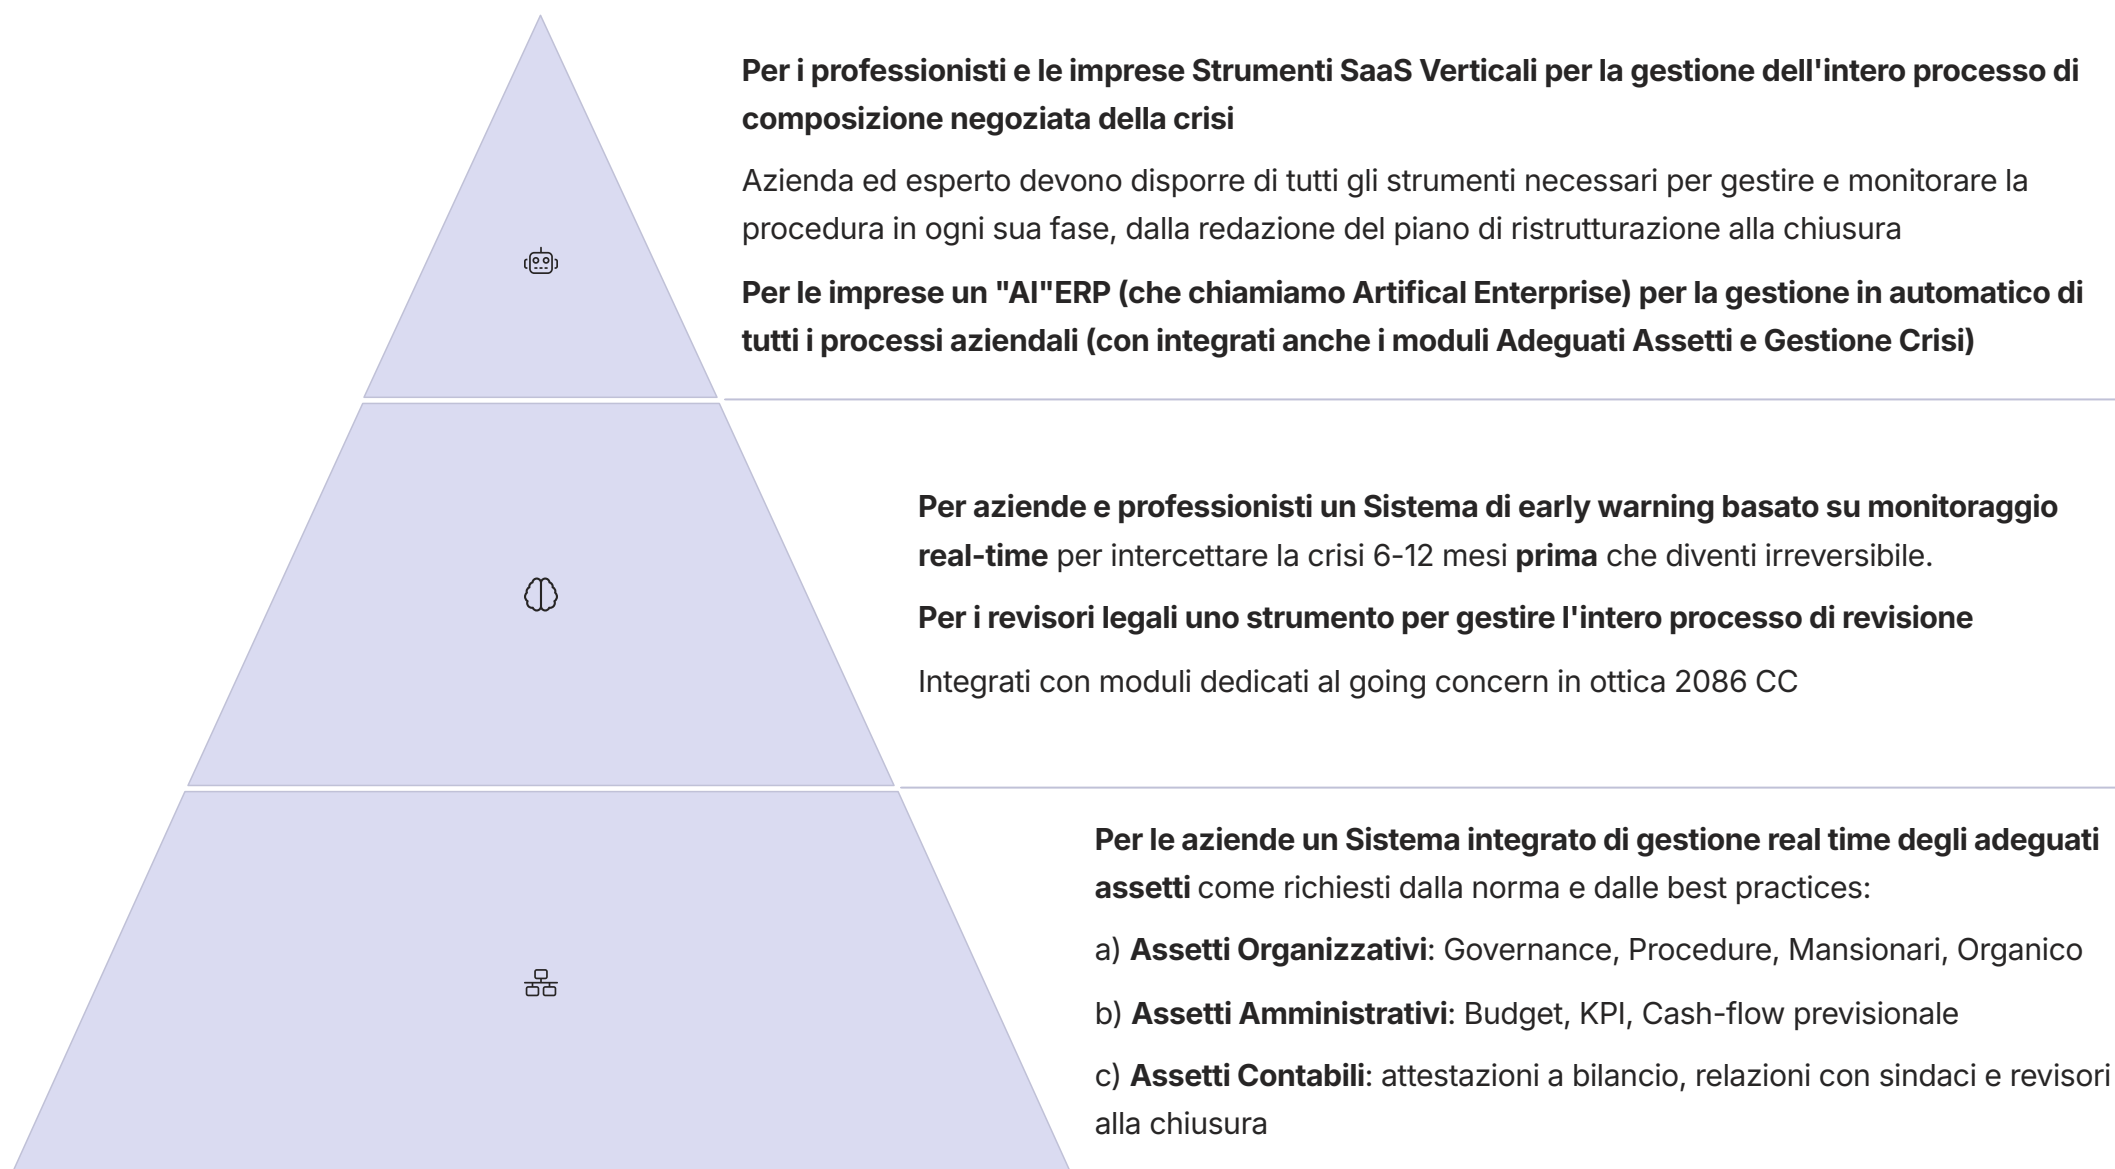 Per i professionisti e le imprese Strumenti SaaS Verticali per la gestione dell'intero processo di
composizione negoziata della crisi
Azienda ed esperto devono disporre di tutti gli strumenti necessari per gestire e monitorare la
procedura in ogni sua fase, dalla redazione del piano di ristrutturazione alla chiusura
Per le imprese un "AI"ERP (che chiamiamo Artifical Enterprise) per la gestione in automatico di
tutti i processi aziendali (con integrati anche i moduli Adeguati Assetti e Gestione Crisi)
Per aziende e professionisti un Sistema di early warning basato su monitoraggio
real-time per intercettare la crisi 6-12 mesi prima che diventi irreversibile.
Per i revisori legali uno strumento per gestire l'intero processo di revisione
Integrati con moduli dedicati al going concern in ottica 2086 CC
Per le aziende un Sistema integrato di gestione real time degli adeguati
assetti come richiesti dalla norma e dalle best practices:
a) Assetti Organizzativi: Governance, Procedure, Mansionari, Organico
b) Assetti Amministrativi: Budget, KPI, Cash-flow previsionale
c) Assetti Contabili: attestazioni a bilancio, relazioni con sindaci e revisori
alla chiusura